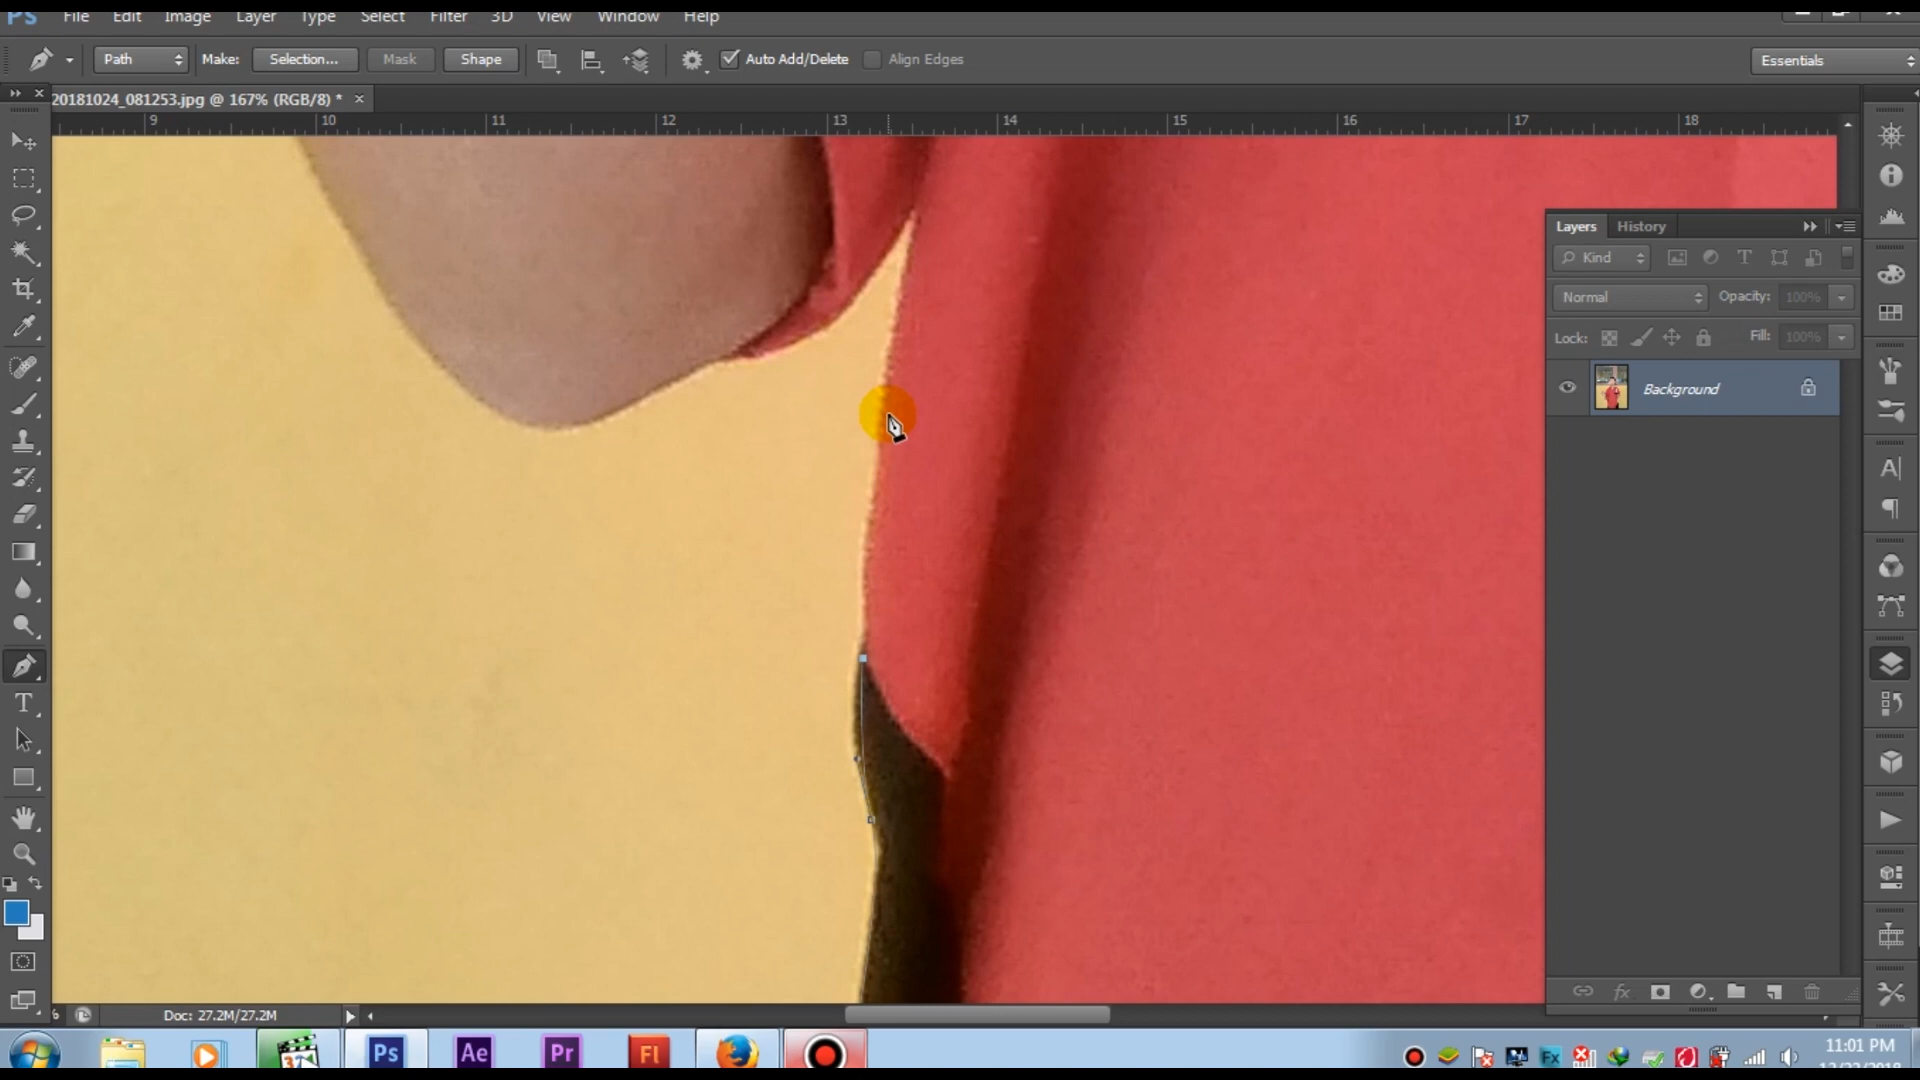 Ps File Edit Image Layer Type Select Filter 3D View Window Help
Path Make: Selection... Mask Shape Auto Add/Delete Align Edges Essentials
20181024_081253.jpg @ 167% (RGB/8) * ×
9 10 11 12 13 14 15 16 17 18
Layers History
Kind
Normal Opacity: 100%
Lock: Fill: 100%
Background
fx
Doc: 27.2M/27.2M
Ps Ae Pr Fl
11:01 PM